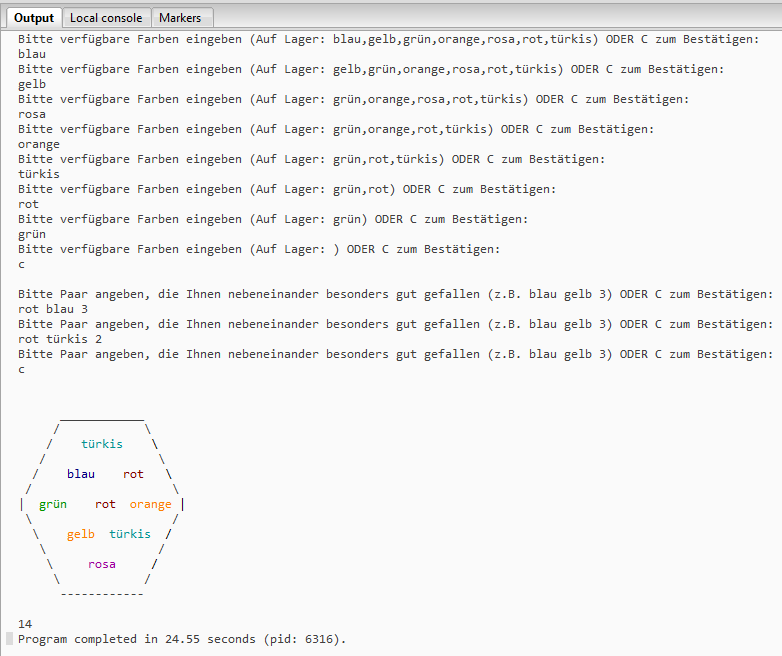 Output Local console Markers
Bitte verfügbare Farben eingeben (Auf Lager: blau,gelb,grün,orange,rosa,rot,türkis) ODER C zum Bestätigen:
blau
Bitte verfügbare Farben eingeben (Auf Lager: gelb,grün,orange,rosa,rot,türkis) ODER C zum Bestätigen:
gelb
Bitte verfügbare Farben eingeben (Auf Lager: grün,orange,rosa,rot,türkis) ODER C zum Bestätigen:
rosa
Bitte verfügbare Farben eingeben (Auf Lager: grün,orange,rot,türkis) ODER C zum Bestätigen:
orange
Bitte verfügbare Farben eingeben (Auf Lager: grün,rot,türkis) ODER C zum Bestätigen:
türkis
Bitte verfügbare Farben eingeben (Auf Lager: grün,rot) ODER C zum Bestätigen:
rot
Bitte verfügbare Farben eingeben (Auf Lager: grün) ODER C zum Bestätigen:
grün
Bitte verfügbare Farben eingeben (Auf Lager: ) ODER C zum Bestätigen:
c
Bitte Paar angeben, die Ihnen nebeneinander besonders gut gefallen (z.B. blau gelb 3) ODER C zum Bestätigen:
rot blau 3
Bitte Paar angeben, die Ihnen nebeneinander besonders gut gefallen (z.B. blau gelb 3) ODER C zum Bestätigen:
rot türkis 2
Bitte Paar angeben, die Ihnen nebeneinander besonders gut gefallen (z.B. blau gelb 3) ODER C zum Bestätigen:
c
      ____________
     /            \
    /    türkis    \
   /                \
  /    blau    rot   \
 /                    \
|  grün    rot  orange |
 \                    /
  \    gelb  türkis  /
   \                /
    \     rosa     /
     \            /
      ------------
14
Program completed in 24.55 seconds (pid: 6316).